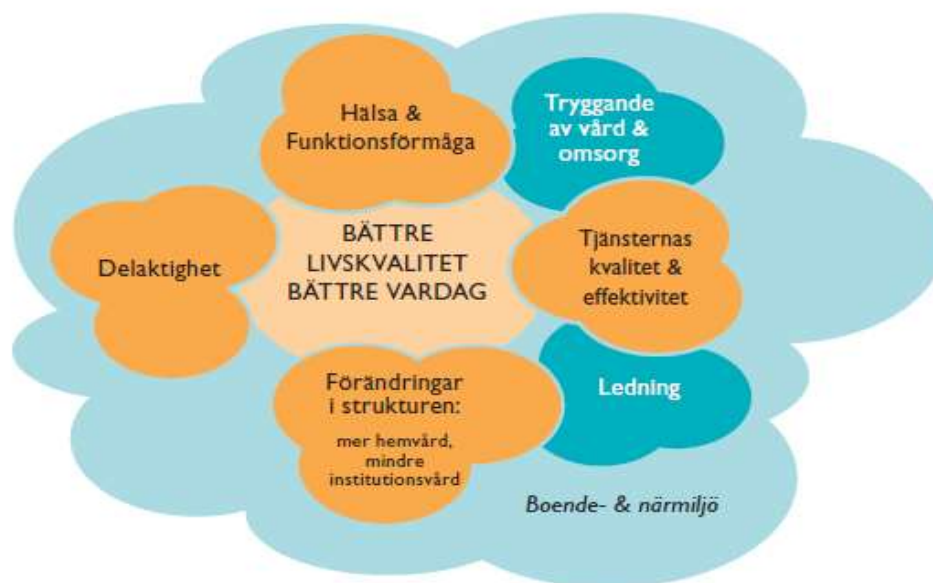 Hälsa &
Funktionsförmåga
Tryggande
av vård &
omsorg
Delaktighet
BÄTTRE
LIVSKVALITET
BÄTTRE VARDAG
Tjänsternas
kvalitet &
effektivitet
Förändringar
i strukturen:
mer hemvård,
mindre
institutionsvård
Ledning
Boende- & närmiljö